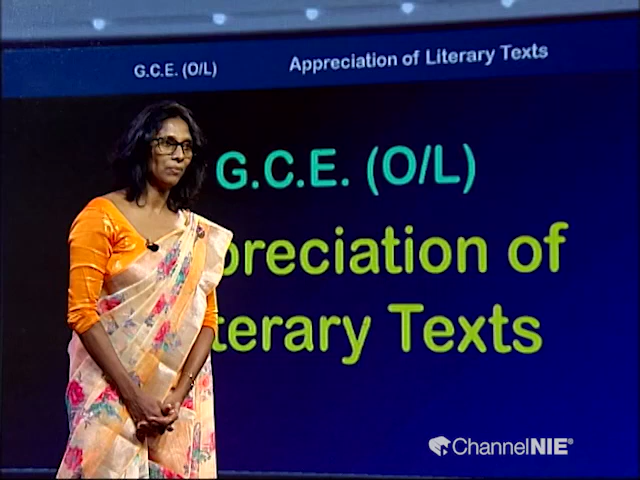 G.C.E. (O/L) Appreciation of Literary Texts
G.C.E. (O/L)
preciation of
terary Texts
ChannelNIE®